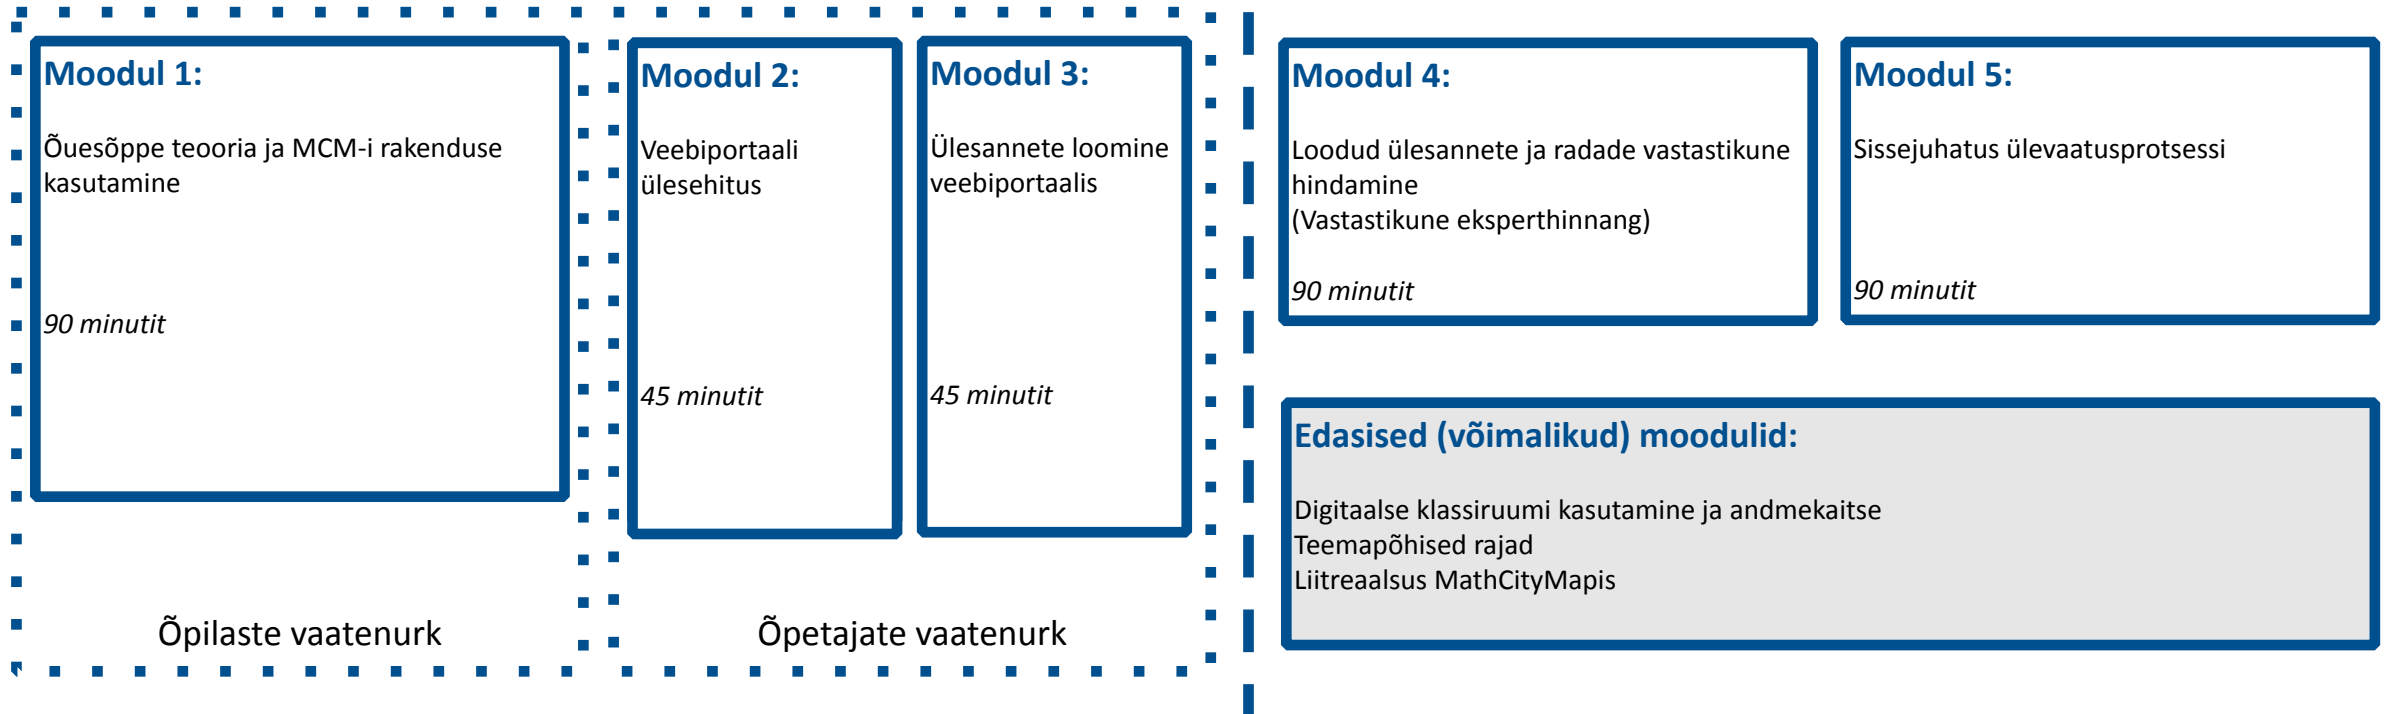 Moodul 1:
Õuesõppe teooria ja MCM-i rakenduse
kasutamine
90 minutit
Õpilaste vaatenurk
Moodul 2:
Veebiportaali
ülesehitus
45 minutit
Moodul 3:
Ülesannete loomine
veebiportaalis
45 minutit
Õpetajate vaatenurk
Moodul 4:
Loodud ülesannete ja radade vastastikune
hindamine
(Vastastikune eksperthinnang)
90 minutit
Moodul 5:
Sissejuhatus ülevaatusprotsessi
90 minutit
Edasised (võimalikud) moodulid:
Digitaalse klassiruumi kasutamine ja andmekaitse
Teemapõhised rajad
Liitreaalsus MathCityMapis